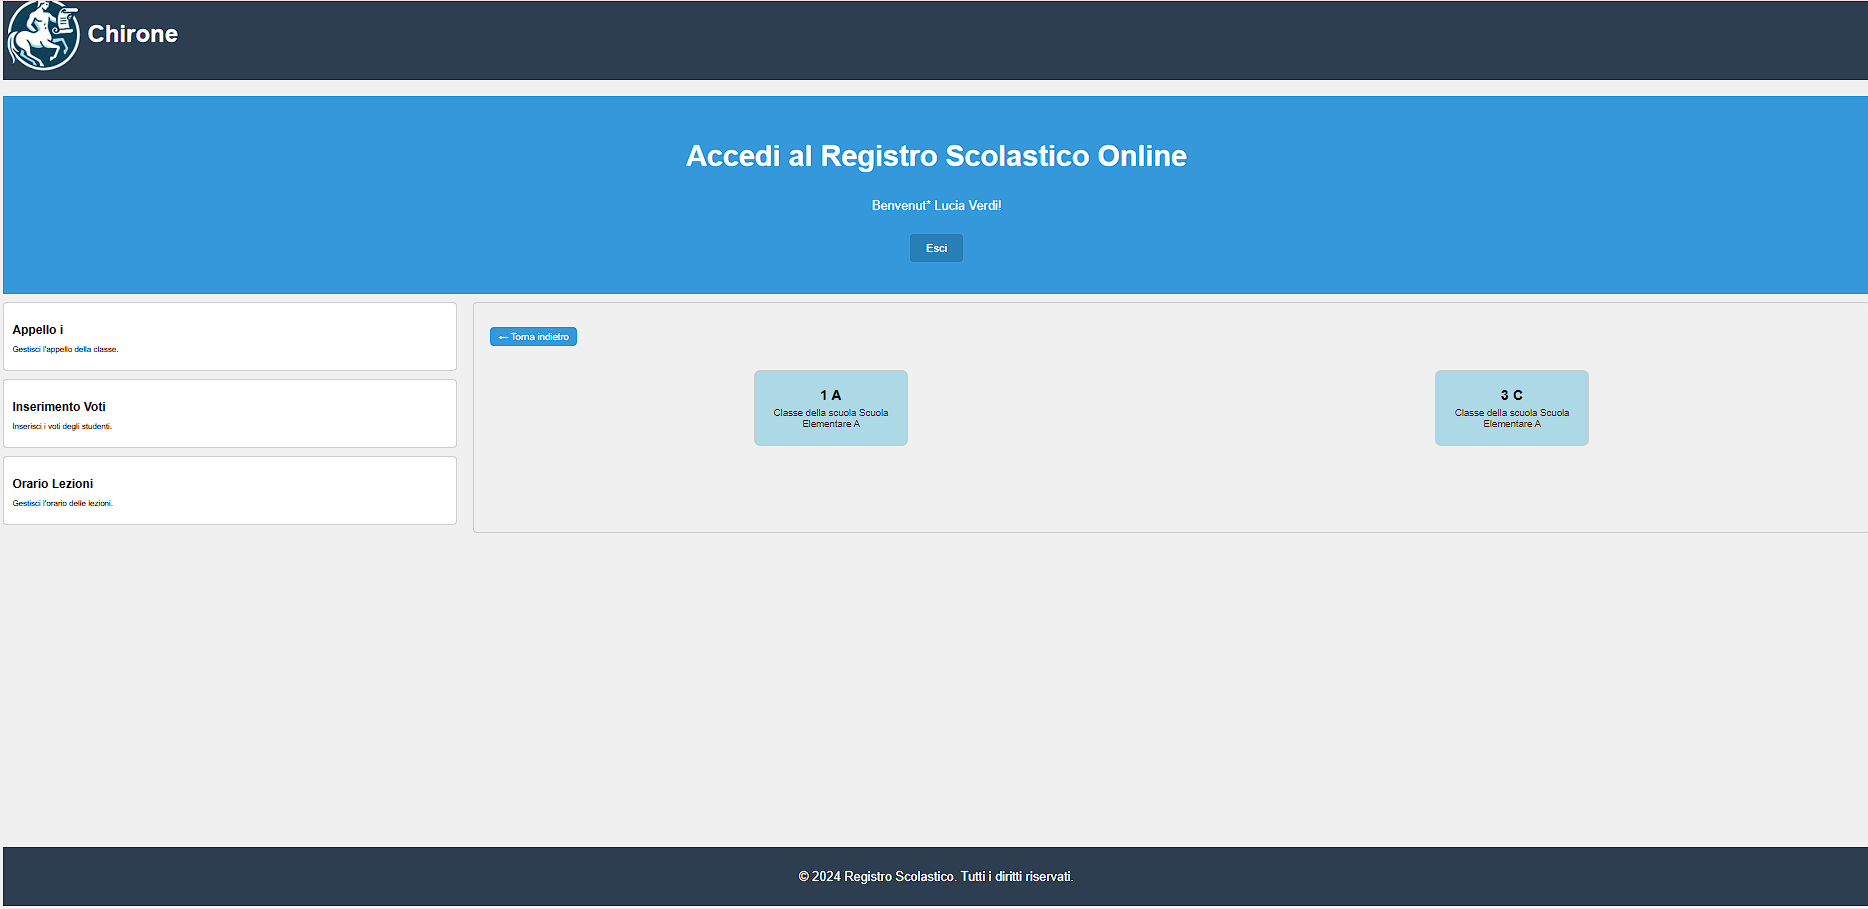 Chirone
Accedi al Registro Scolastico Online
Benvenut* Lucia Verdi!
Esci
Appello i
Gestisci l'appello della classe.
Inserimento Voti
Inserisci i voti degli studenti.
Orario Lezioni
Gestisci l'orario delle lezioni.
← Torna indietro
1 A
Classe della scuola Scuola
Elementare A
3 C
Classe della scuola Scuola
Elementare A
© 2024 Registro Scolastico. Tutti i diritti riservati.